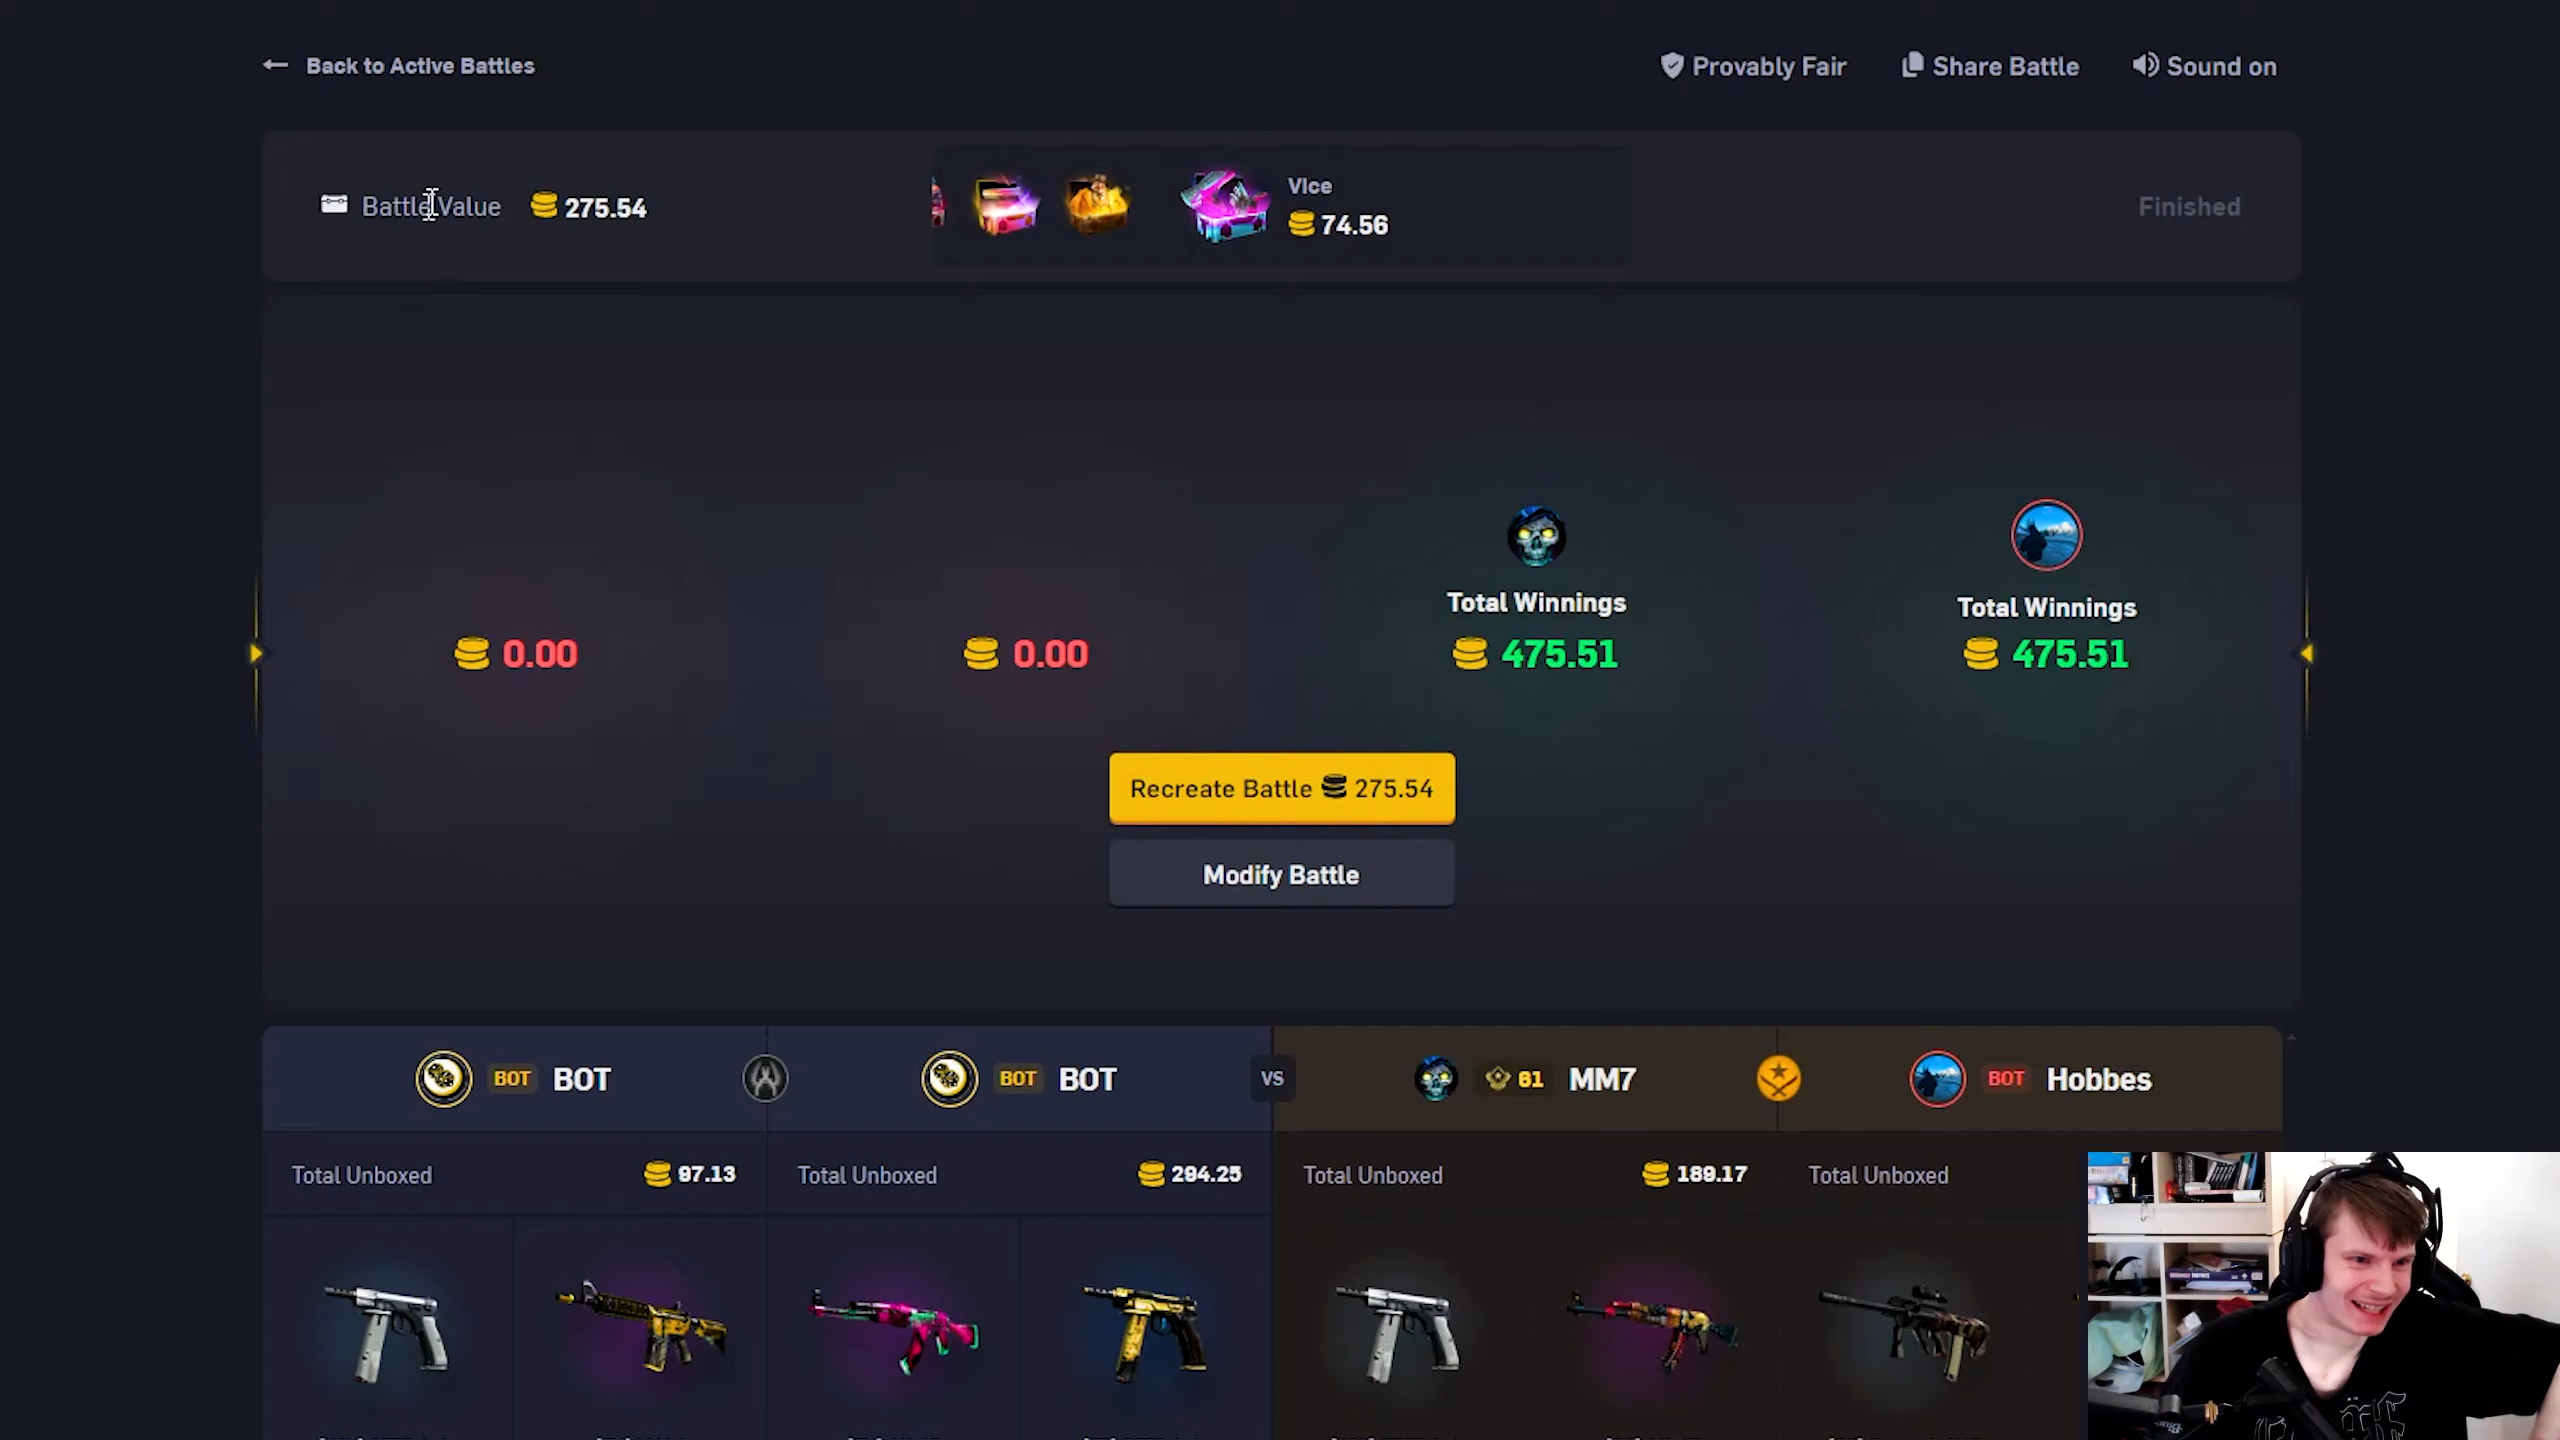 Back to Active Battles
Provably Fair
Share Battle
Sound on
Battle Value
275.54
Vice
74.56
Finished
0.00
0.00
Total Winnings
475.51
Total Winnings
475.51
Recreate Battle 275.54
Modify Battle
BOT BOT
BOT BOT
VS
61 MM7
BOT Hobbes
Total Unboxed 97.13
Total Unboxed 294.25
Total Unboxed 189.17
Total Unboxed